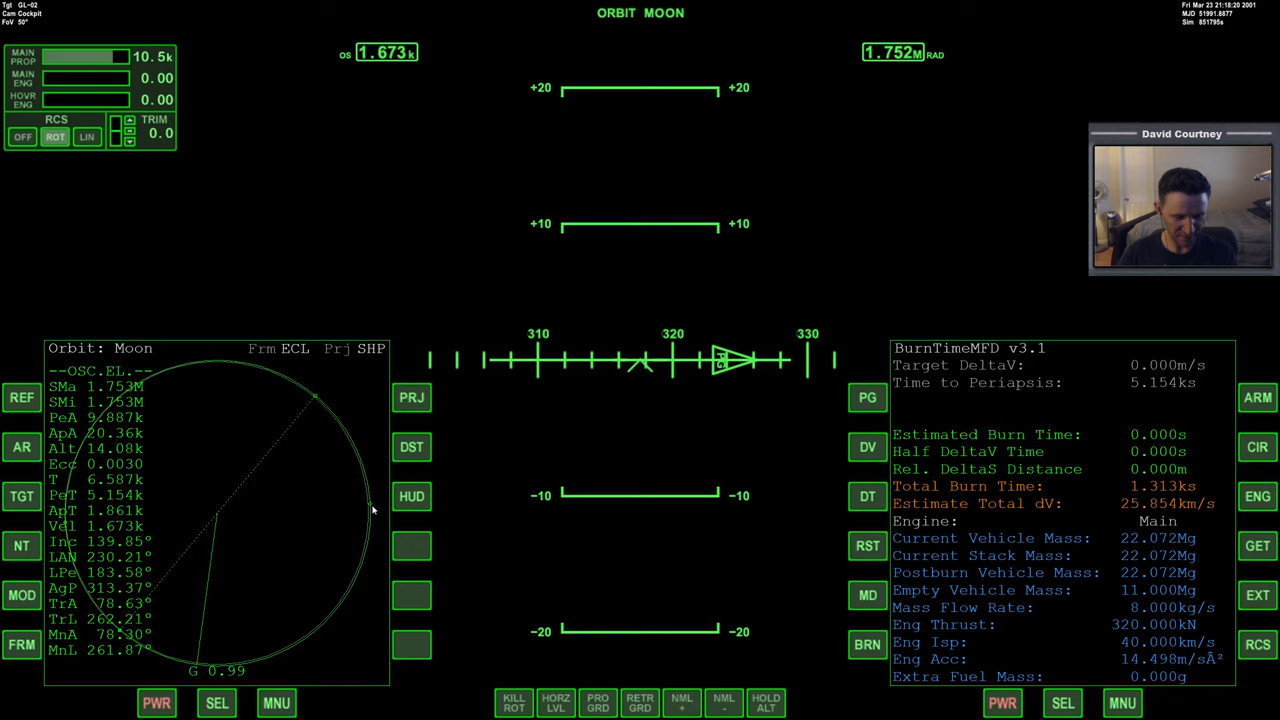 Tgt GL-02
Cam Cockpit
FoV 50°
ORBIT MOON
Fri Mar 23 21:18:20 2001
MJD 51991.8877
Sim 851795s
MAIN PROP 10.5k
MAIN ENG 0.00
HOVR ENG 0.00
RCS TRIM
OFF ROT LIN 0.0
OS 1.673k
1.752M RAD
+20 +20
+10 +10
310 320 330
PG
-10 -10
-20 -20
David Courtney
Orbit: Moon Frm ECL Prj SHP
--OSC.EL.--
SMa 1.753M
SMi 1.753M
PeA 9.887k
ApA 20.36k
Alt 14.08k
Ecc 0.0030
T 6.587k
PeT 5.154k
ApT 1.861k
Vel 1.673k
Inc 139.85°
LAN 230.21°
LPe 183.58°
AgP 313.37°
TrA 78.63°
TrL 262.21°
MnA 78.30°
MnL 261.87°
G 0.99
REF
AR
TGT
NT
MOD
FRM
PRJ
DST
HUD
PWR SEL MNU
KILL ROT
HORZ LVL
PRO GRD
RETR GRD
NML +
NML -
HOLD ALT
BurnTimeMFD v3.1
Target DeltaV: 0.000m/s
Time to Periapsis: 5.154ks
Estimated Burn Time: 0.000s
Half DeltaV Time 0.000s
Rel. DeltaS Distance 0.000m
Total Burn Time: 1.313ks
Estimate Total dV: 25.854km/s
Engine: Main
Current Vehicle Mass: 22.072Mg
Current Stack Mass: 22.072Mg
Postburn Vehicle Mass: 22.072Mg
Empty Vehicle Mass: 11.000Mg
Mass Flow Rate: 8.000kg/s
Eng Thrust: 320.000kN
Eng Isp: 40.000km/s
Eng Acc: 14.498m/sÂ²
Extra Fuel Mass: 0.000g
PG
DV
DT
RST
MD
BRN
ARM
CIR
ENG
GET
EXT
RCS
PWR SEL MNU